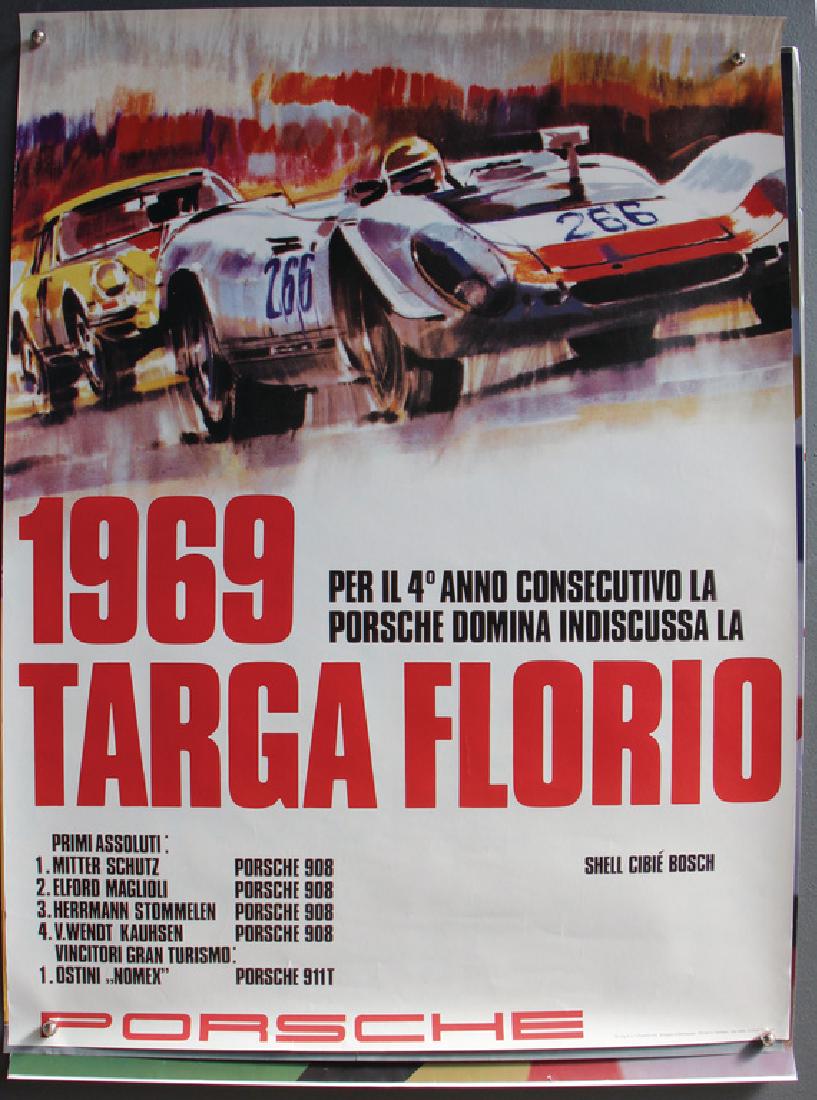 266
266
1969
PER IL 4° ANNO CONSECUTIVO LA
PORSCHE DOMINA INDISCUSSA LA
TARGA FLORIO
PRIMI ASSOLUTI:
1. MITTER SCHUTZ PORSCHE 908
2. ELFORD MAGLIOLI PORSCHE 908
3. HERRMANN STOMMELEN PORSCHE 908
4. V. WENDT KAUHSEN PORSCHE 908
VINCITORI GRAN TURISMO:
1. OSTINI „NOMEX” PORSCHE 911T
SHELL CIBIÉ BOSCH
PORSCHE